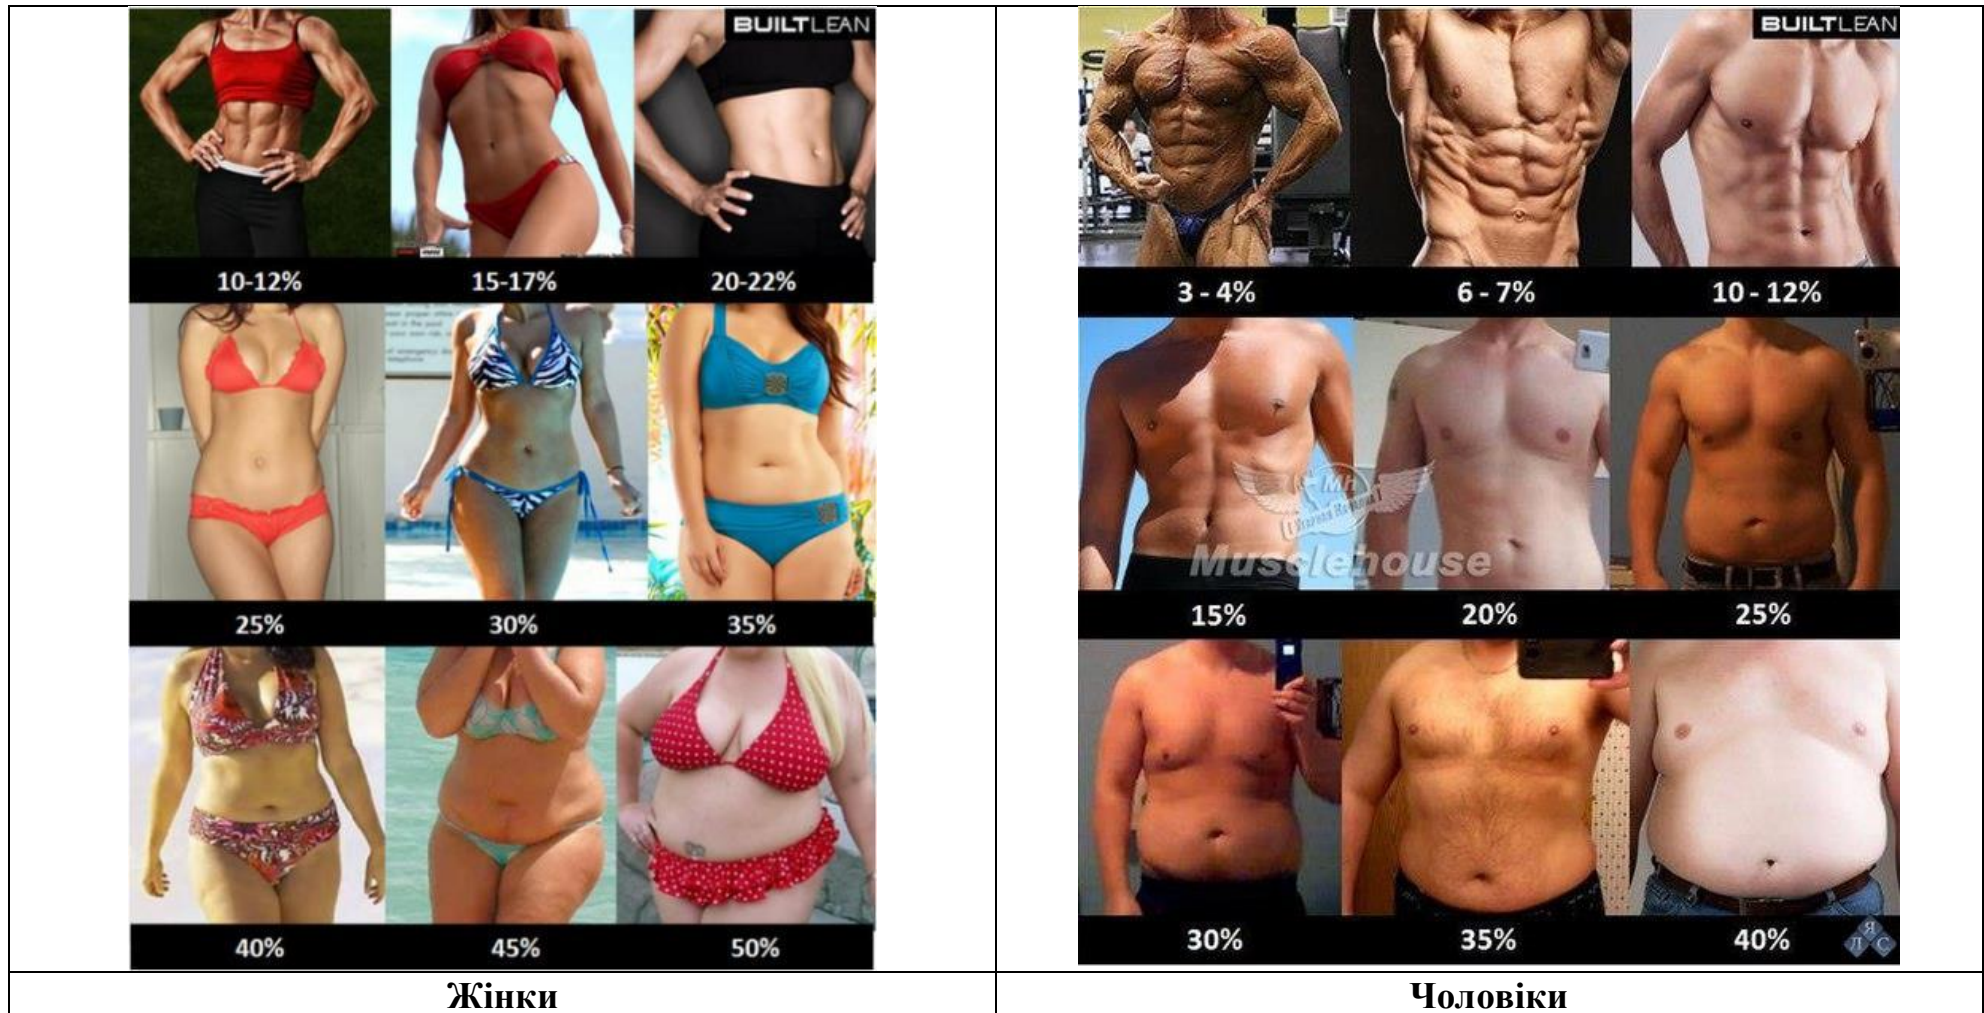 BUILTLEAN
10-12%
15-17%
20-22%
25%
30%
35%
40%
45%
50%
Жінки
BUILTLEAN
3 - 4%
6 - 7%
10 - 12%
Musclehouse
15%
20%
25%
30%
35%
40%
Я
Л С
Чоловіки